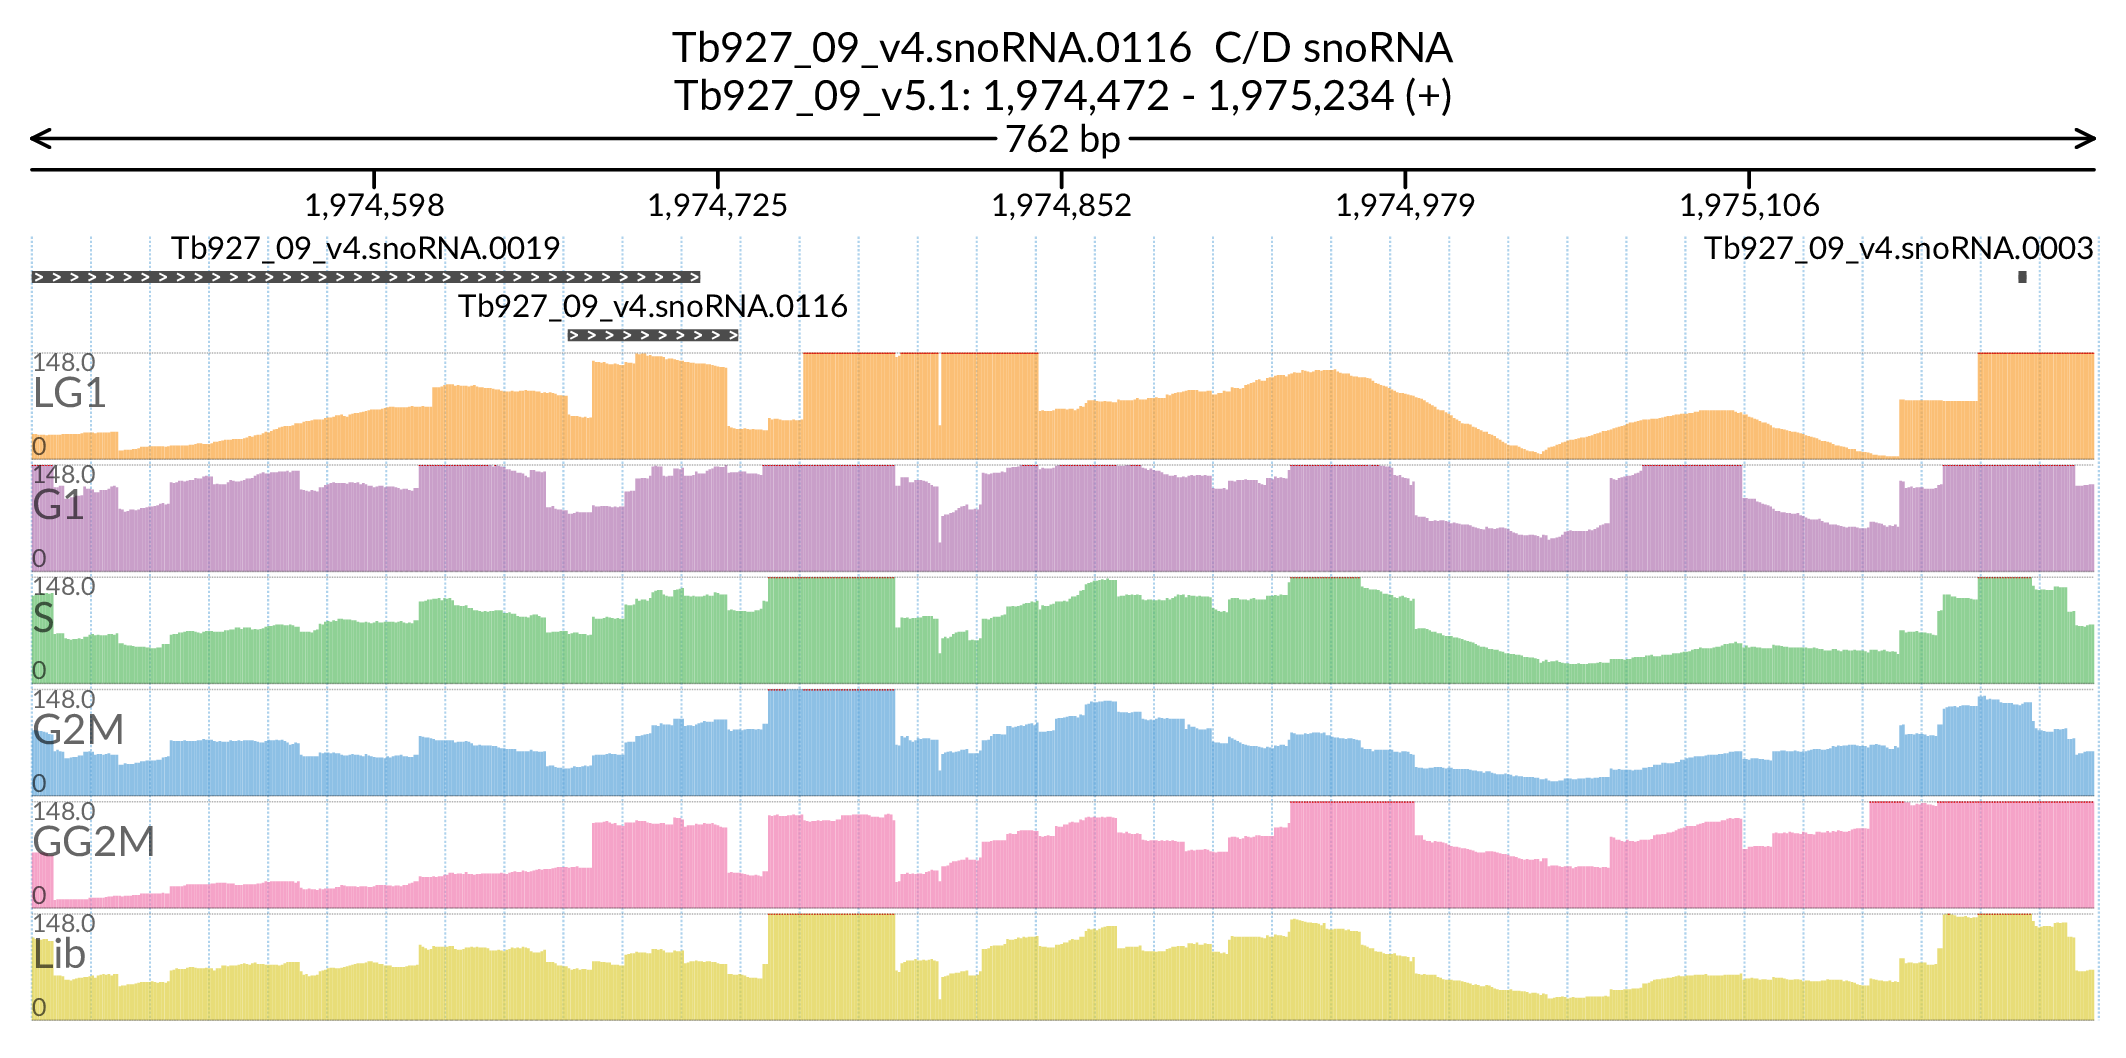 Tb927_09_v4.snoRNA.0116  C/D snoRNA
Tb927_09_v5.1: 1,974,472 - 1,975,234 (+)
762 bp
1,974,598 1,974,725 1,974,852 1,974,979 1,975,106
Tb927_09_v4.snoRNA.0019 Tb927_09_v4.snoRNA.0003
Tb927_09_v4.snoRNA.0116
148.0
LG1
0
148.0
G1
0
148.0
S
0
148.0
G2M
0
148.0
GG2M
0
148.0
Lib
0